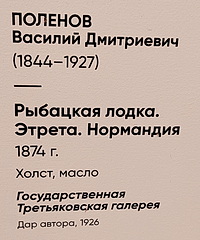 ПОЛЕНОВ
Василий Дмитриевич
(1844–1927)
Рыбацкая лодка.
Этрета. Нормандия
1874 г.
Холст, масло
Государственная
Третьяковская галерея
Дар автора, 1926